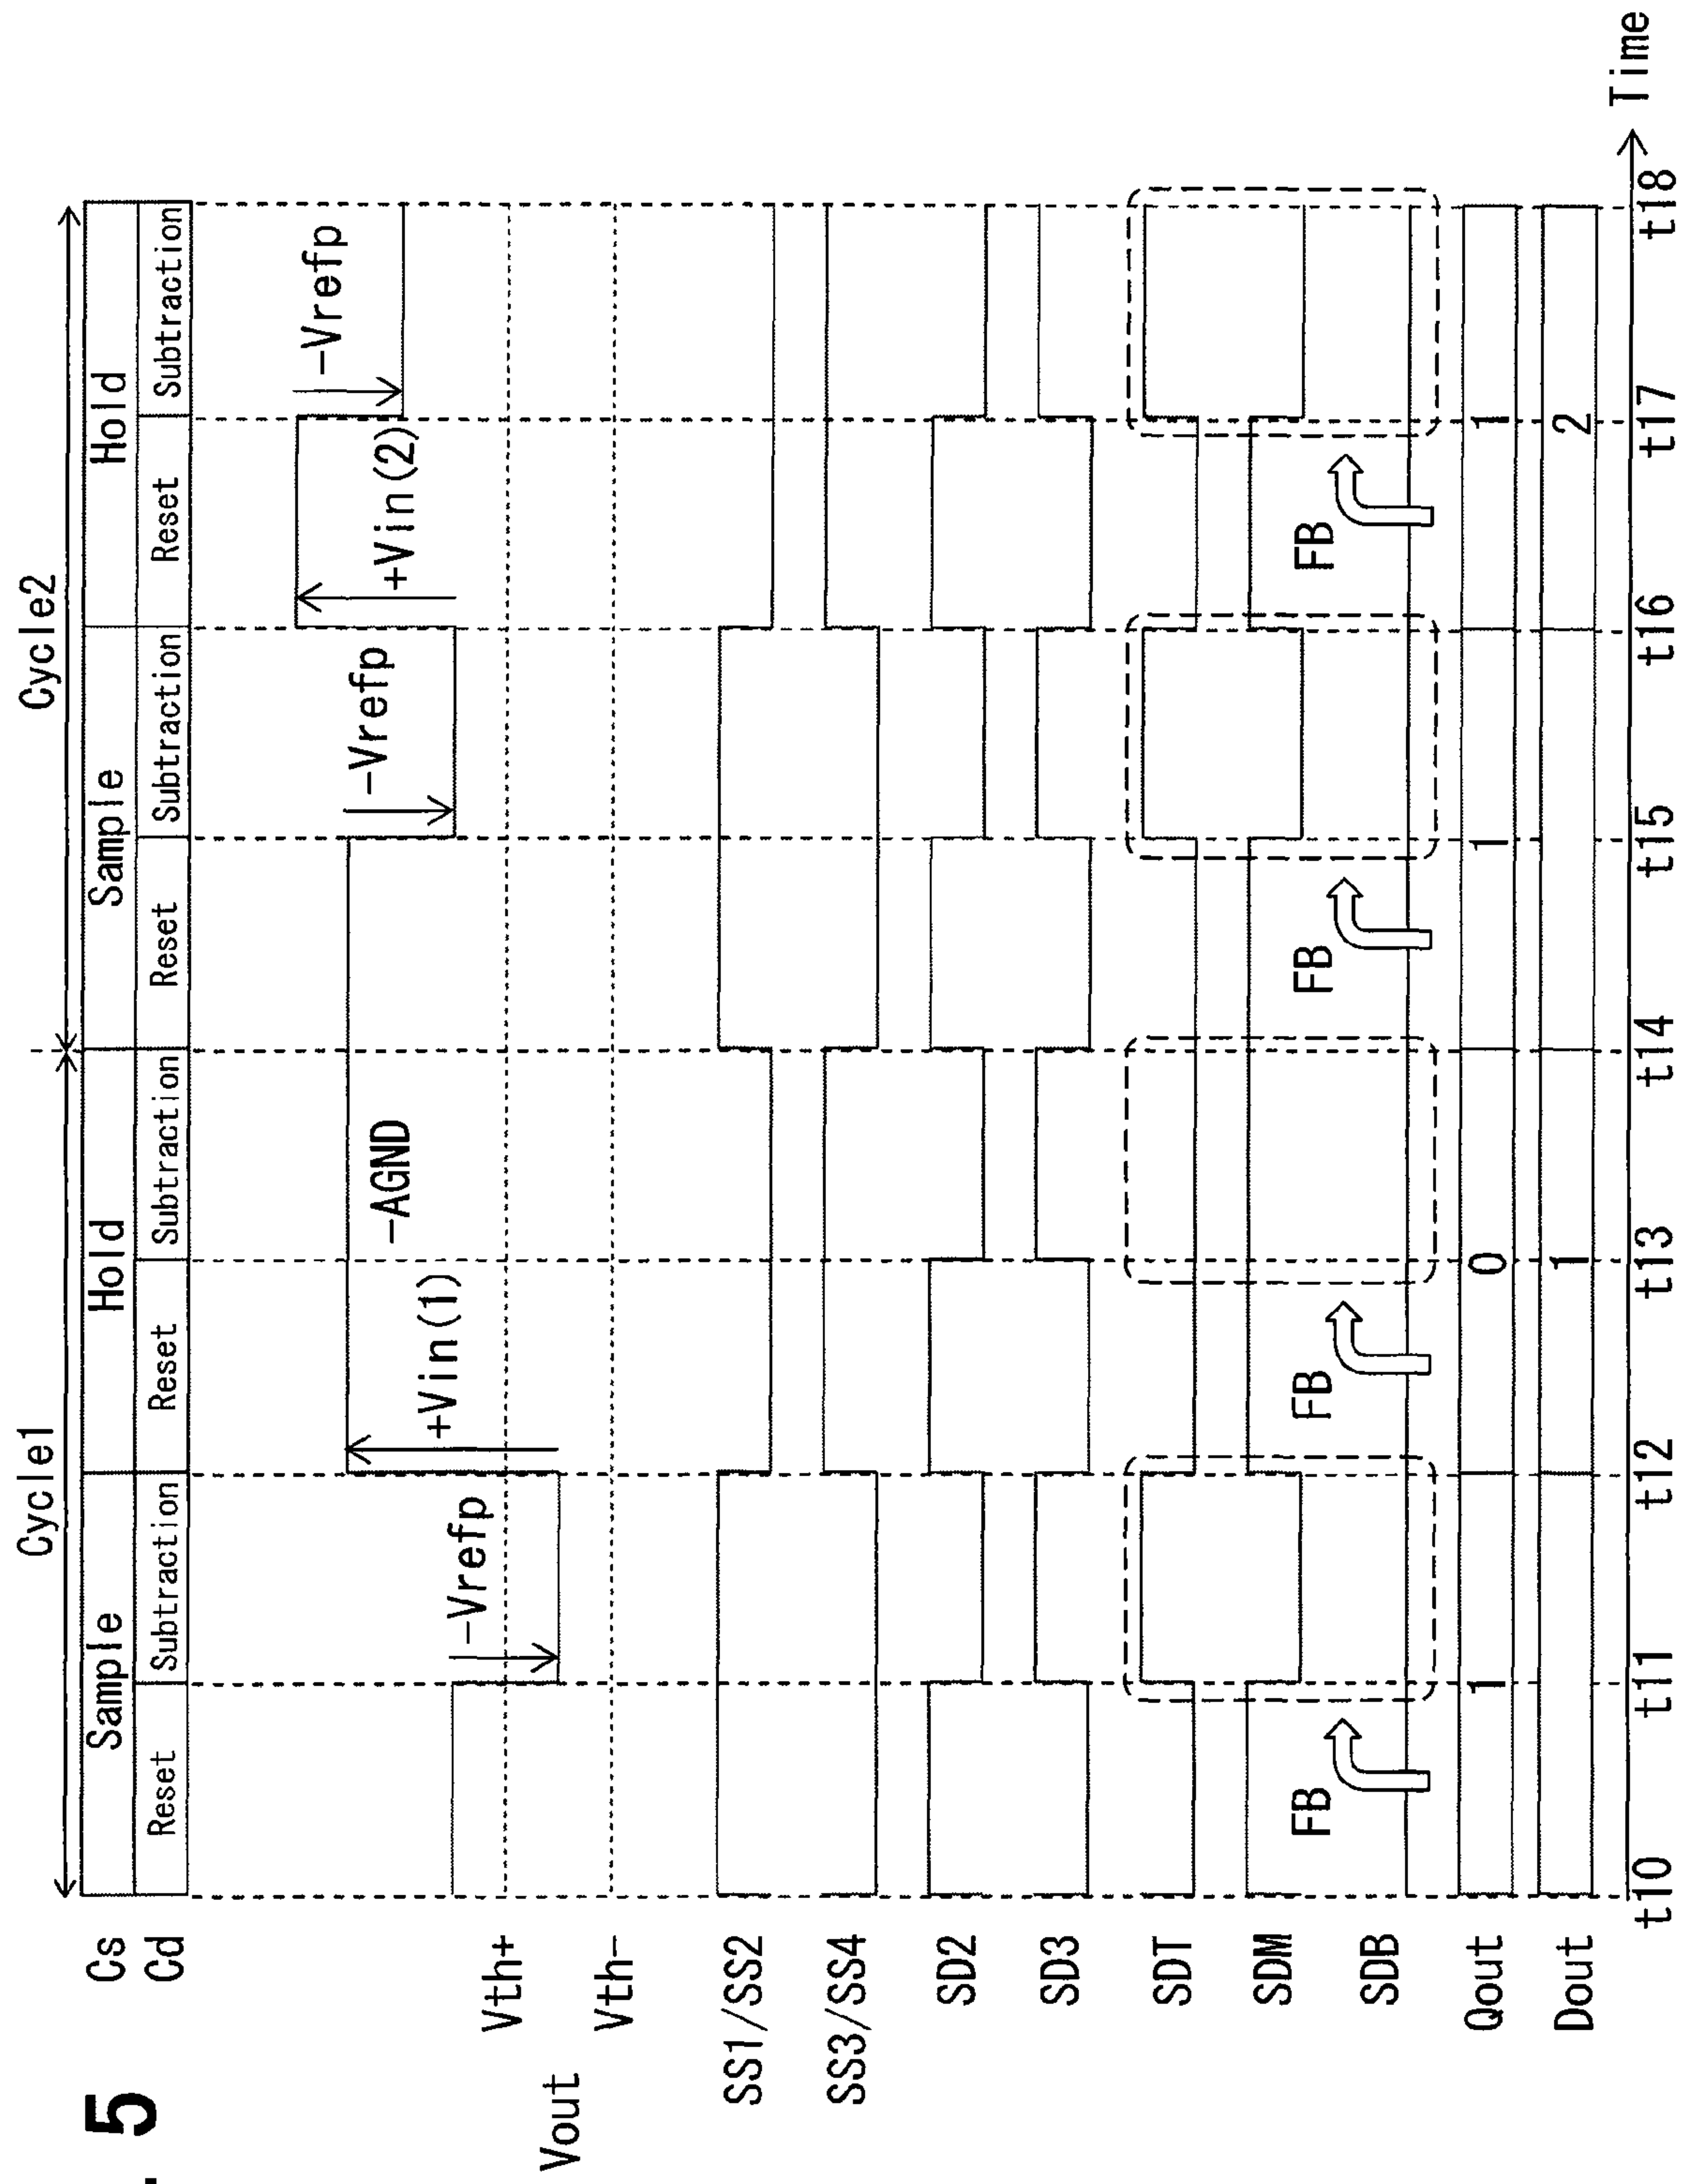 . 5
Cycle1 Cycle2
Cs Sample Hold Sample Hold
Cd Reset Subtraction Reset Subtraction Reset Subtraction Reset Subtraction
-Vrefp +Vin(1) -AGND -Vrefp +Vin(2) -Vrefp
Vth+
Vout
Vth-
SS1/SS2
SS3/SS4
SD2
SD3
SDT
SDM
FB FB FB FB
SDB
Qout 1 0 1 1
Dout 1 2
t10 t11 t12 t13 t14 t15 t16 t17 t18 Time